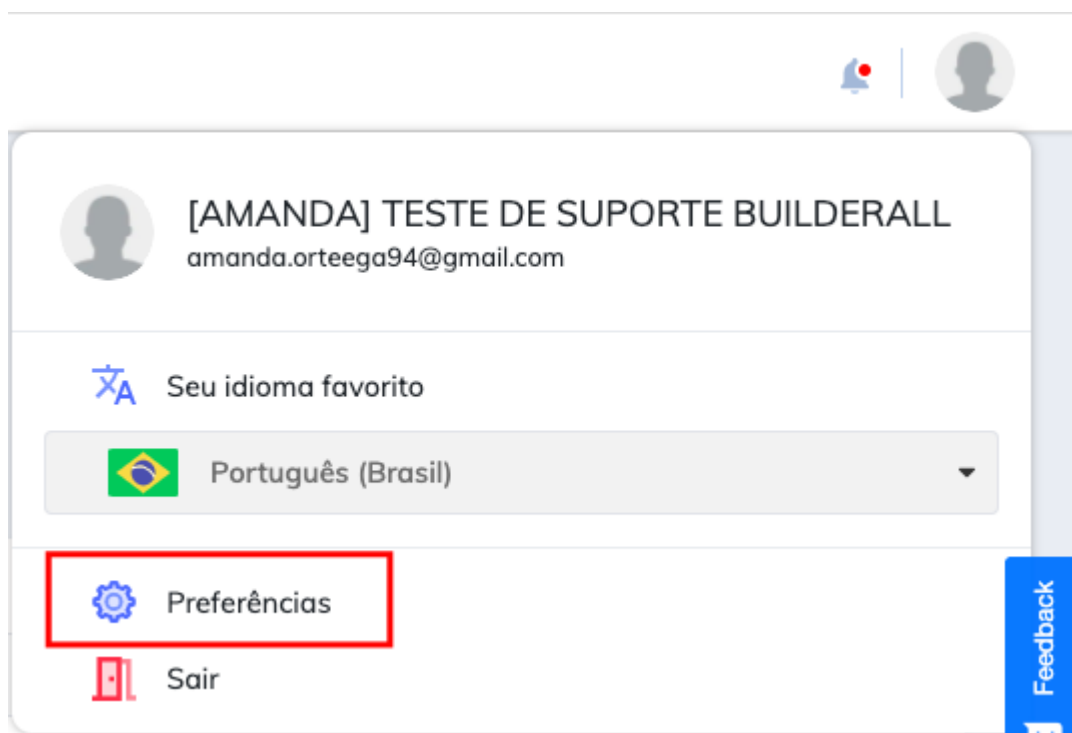 [AMANDA] TESTE DE SUPORTE BUILDERALL
amanda.orteega94@gmail.com
Seu idioma favorito
Português (Brasil)
Preferências
Sair
Feedback